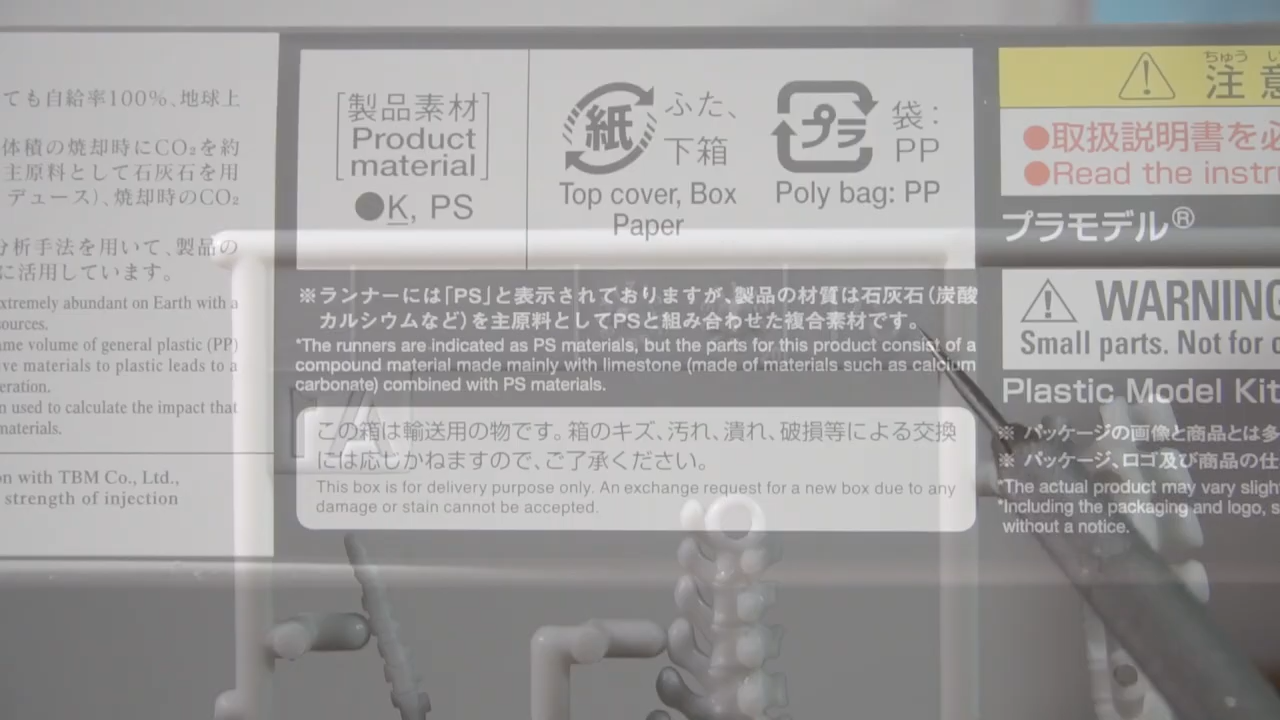 ても自給率100%、地球上
体積の焼却時にCO₂を約
主原料として石灰石を用
デュース)、焼却時のCO₂
分析手法を用いて、製品の
に活用しています。
extremely abundant on Earth with a
sources.
ame volume of general plastic (PP)
ve materials to plastic leads to a
eration.
n used to calculate the impact that
materials.
on with TBM Co., Ltd.,
strength of injection
[製品素材
Product
material]
●K, PS
紙
ふた、
下箱
Top cover, Box
Paper
プラ
袋:
PP
Poly bag: PP
※ランナーには「PS」と表示されておりますが、製品の材質は石灰石(炭酸
カルシウムなど)を主原料としてPSと組み合わせた複合素材です。
*The runners are indicated as PS materials, but the parts for this product consist of a
compound material made mainly with limestone (made of materials such as calcium
carbonate) combined with PS materials.
この箱は輸送用の物です。箱のキズ、汚れ、潰れ、破損等による交換
には応じかねますので、ご了承ください。
This box is for delivery purpose only. An exchange request for a new box due to any
damage or stain cannot be accepted.
ちゅう い
注意
●取扱説明書を必
●Read the instru
プラモデル®
WARNING
Small parts. Not for c
Plastic Model Kit
※ パッケージの画像と商品とは多
※ パッケージ、ロゴ及び商品の仕
*The actual product may vary slight
*Including the packaging and logo, s
without a notice.